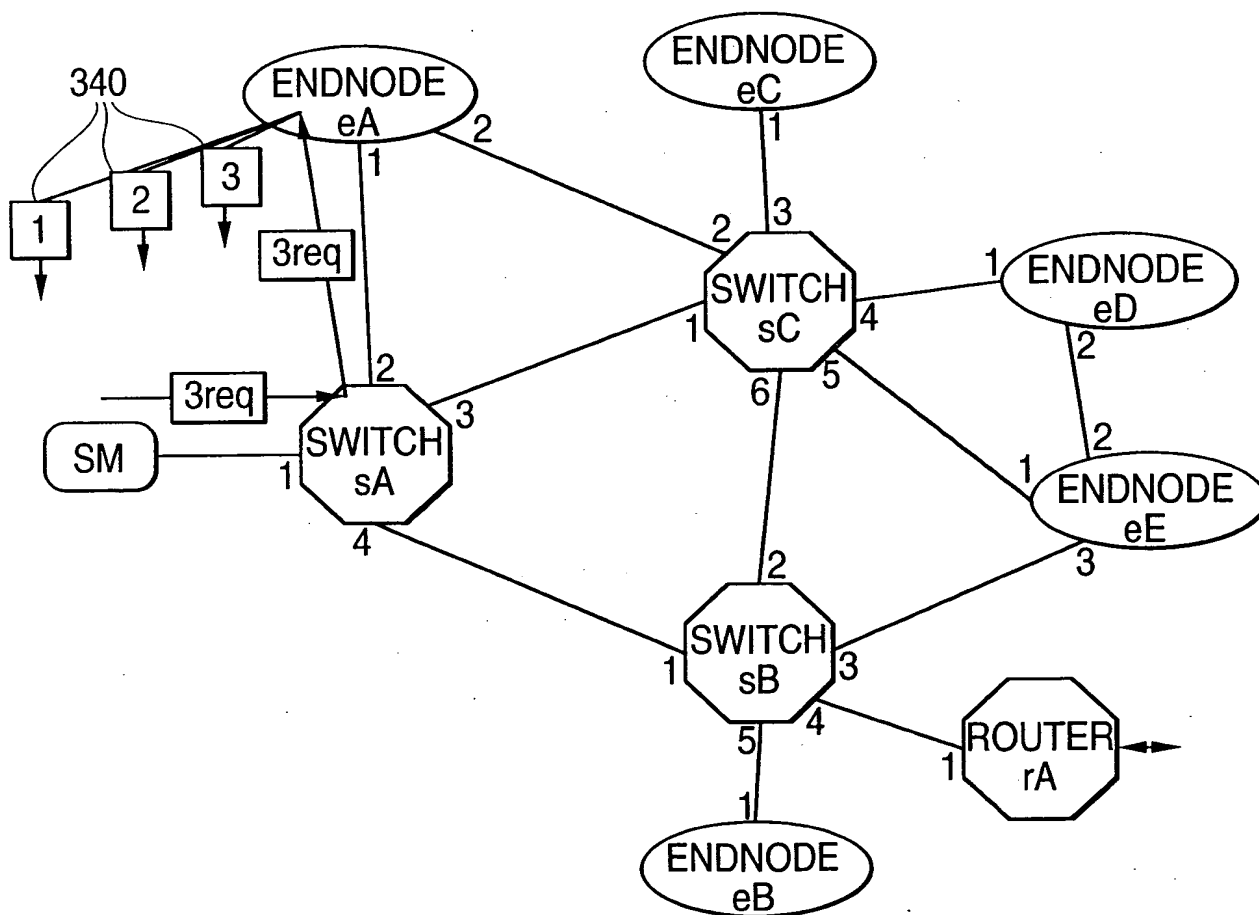 340
ENDNODE
eA
1
2
1
2
3
3req
3req
SM
ENDNODE
eC
1
2
3
SWITCH
sC
1
4
5
6
1
ENDNODE
eD
2
2
1
ENDNODE
eE
3
2
3
SWITCH
sA
1
4
2
SWITCH
sB
1
3
4
5
ROUTER
rA
1
1
ENDNODE
eB